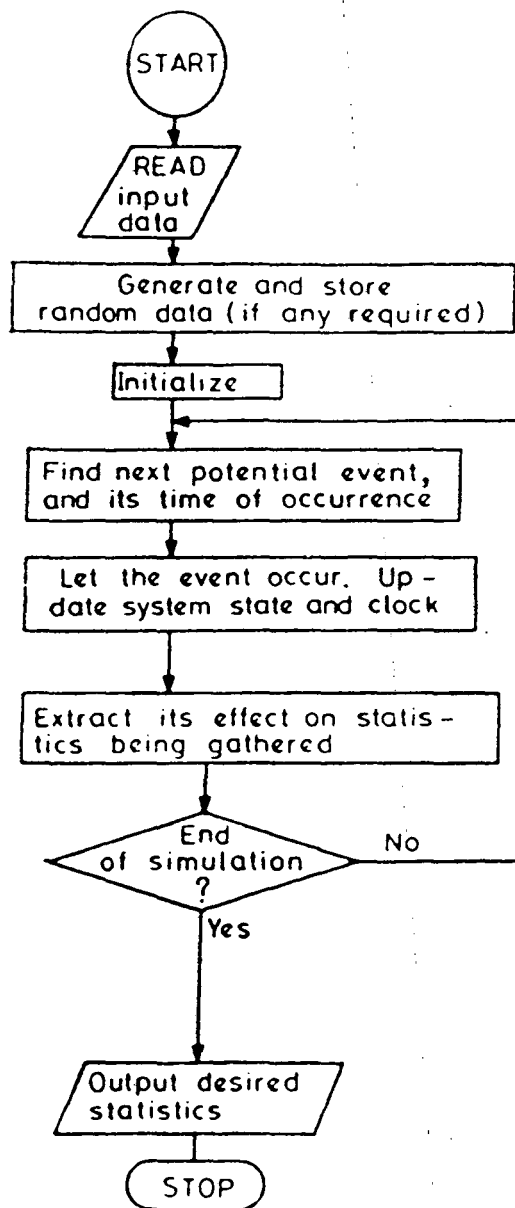 START
READ
input
data
Generate and store
random data (if any required)
Initialize
Find next potential event,
and its time of occurrence
Let the event occur. Up-
date system state and clock
Extract its effect on statis-
tics being gathered
End
of simulation
?
No
Yes
Output desired
statistics
STOP